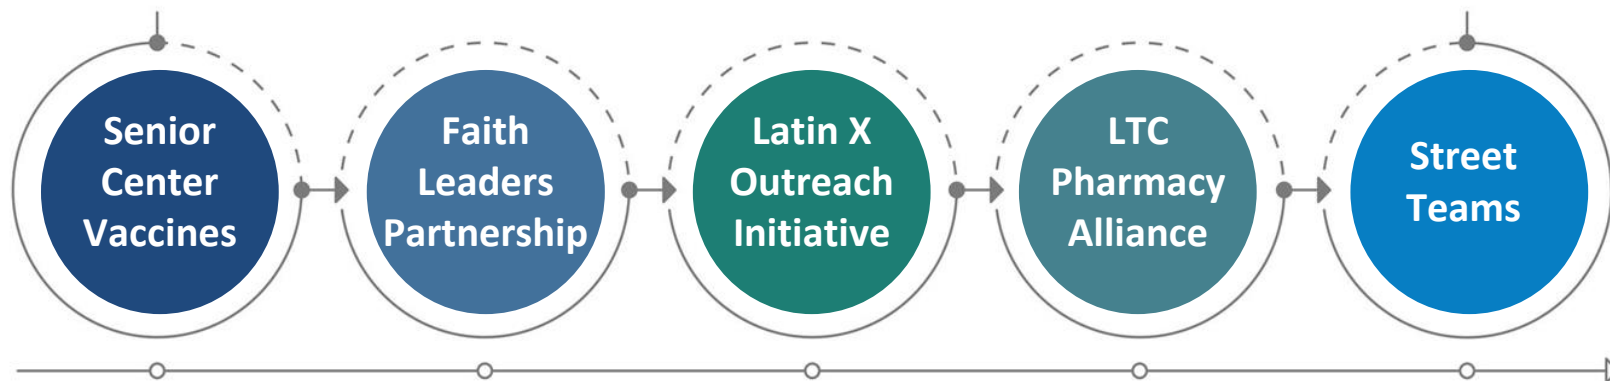 Senior
Center
Vaccines
Faith
Leaders
Partnership
Latin X
Outreach
Initiative
LTC
Pharmacy
Alliance
Street
Teams